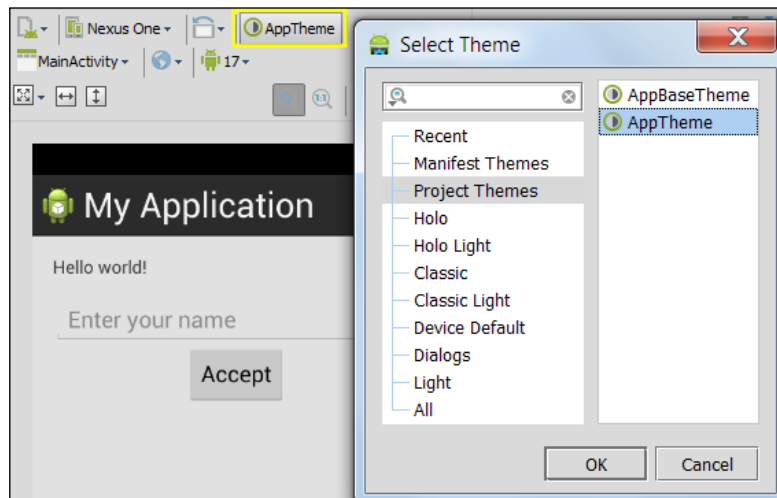 Nexus One
AppTheme
MainActivity
17
My Application
Hello world!
Enter your name
Accept
Select Theme
Recent
Manifest Themes
Project Themes
Holo
Holo Light
Classic
Classic Light
Device Default
Dialogs
Light
All
AppBaseTheme
AppTheme
OK
Cancel